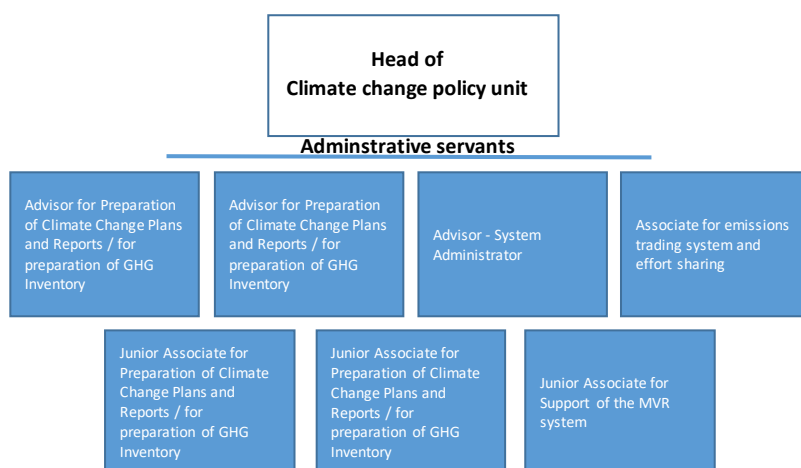 Head of
Climate change policy unit
Adminstrative servants
Advisor for Preparation
of Climate Change Plans
and Reports / for
preparation of GHG
Inventory
Advisor for Preparation
of Climate Change Plans
and Reports / for
preparation of GHG
Inventory
Advisor - System
Administrator
Associate for emissions
trading system and
effort sharing
Junior Associate for
Preparation of Climate
Change Plans and
Reports / for
preparation of GHG
Inventory
Junior Associate for
Preparation of Climate
Change Plans and
Reports / for
preparation of GHG
Inventory
Junior Associate for
Support of the MVR
system